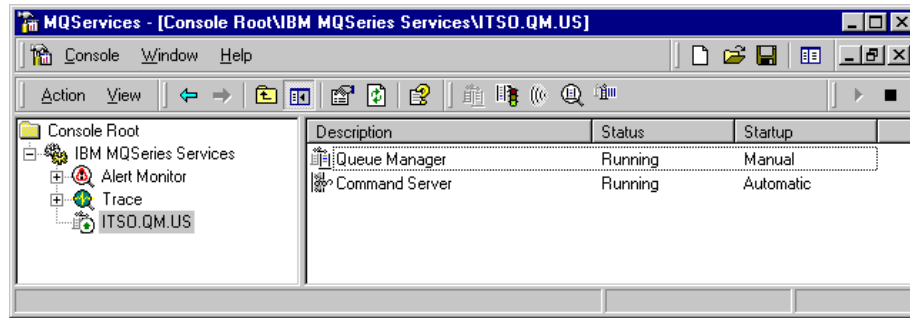 MQServices - [Console Root\IBM MQSeries Services\ITSO.QM.US]
Console Window Help
Action View
Console Root
IBM MQSeries Services
Alert Monitor
Trace
ITSO.QM.US
Description Status Startup
Queue Manager Running Manual
Command Server Running Automatic